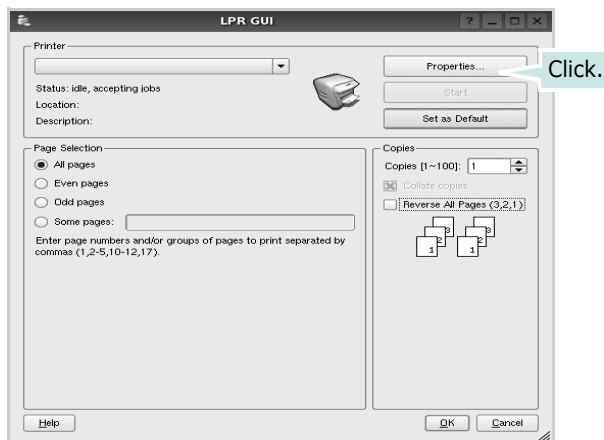 LPR GUI
Printer
Properties...
Click.
Status: idle, accepting jobs
Start
Location:
Description:
Set as Default
Page Selection
All pages
Even pages
Odd pages
Some pages:
Enter page numbers and/or groups of pages to print separated by
commas (1,2-5,10-12,17).
Copies
Copies [1~100]: 1
Collate copies
Reverse All Pages (3,2,1)
3 3
2 2
1 1
Help
OK
Cancel